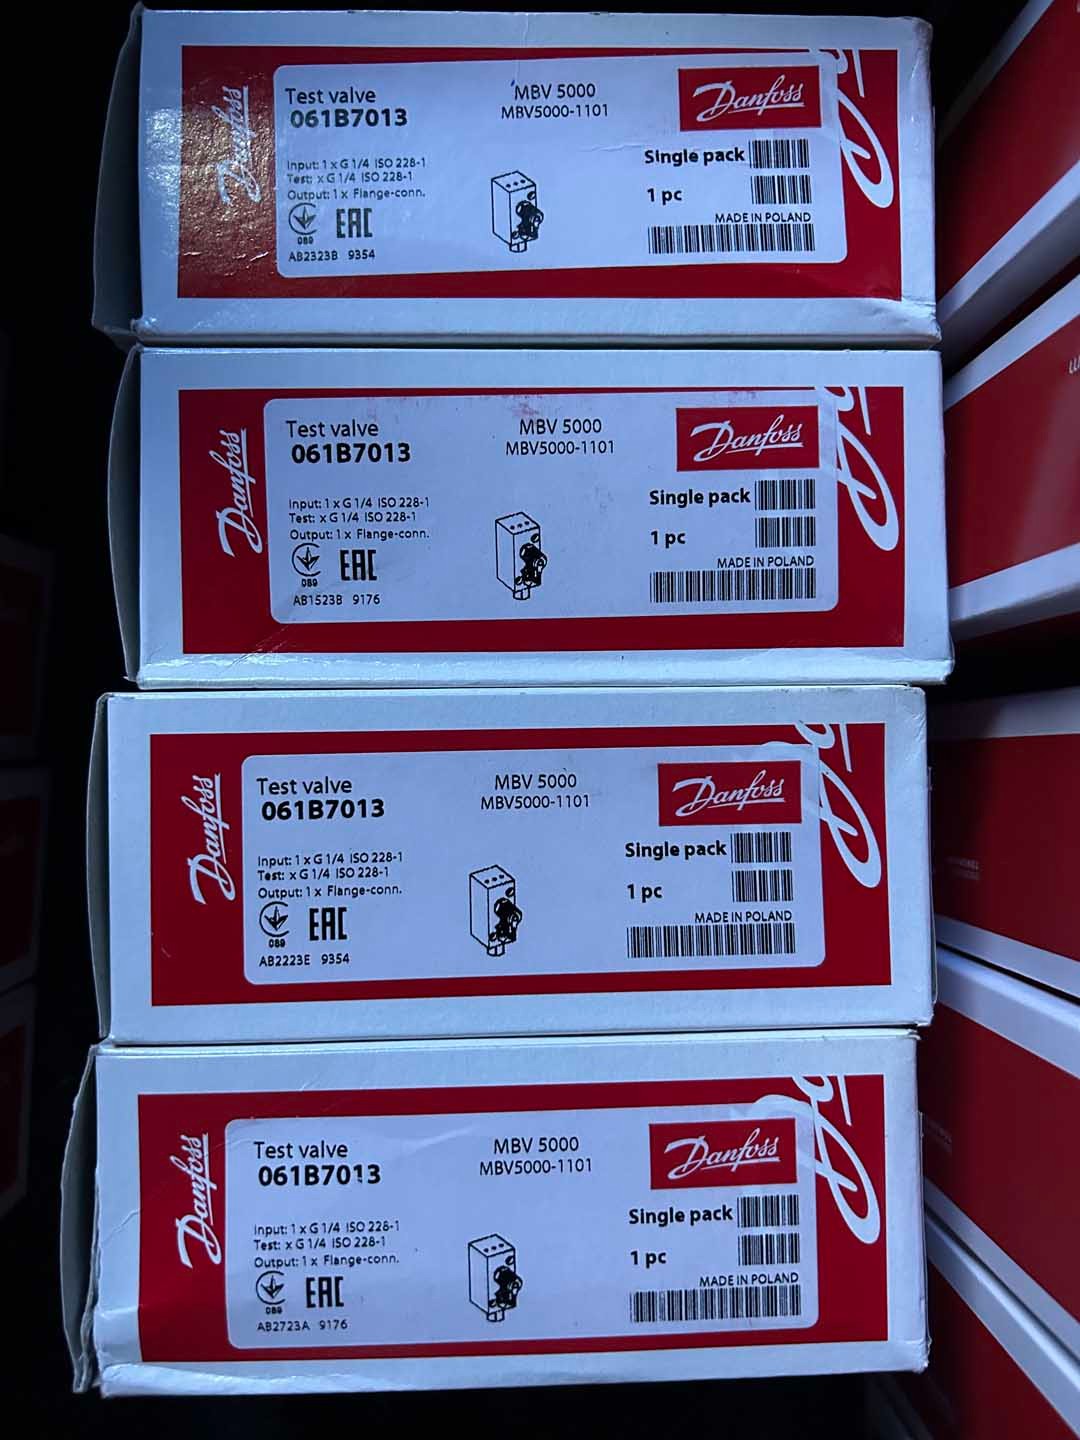 Danfoss
Test valve
061B7013
MBV 5000
MBV5000-1101
Danfoss
Input: 1 x G 1/4 ISO 228-1
Test: x G 1/4 ISO 228-1
Output: 1 x Flange-conn.
089
EAC
AB2323B 9354
Single pack
1 pc
MADE IN POLAND
Danfoss
Test valve
061B7013
MBV 5000
MBV5000-1101
Danfoss
Input: 1 x G 1/4 ISO 228-1
Test: x G 1/4 ISO 228-1
Output: 1 x Flange-conn.
089
EAC
AB1523B 9176
Single pack
1 pc
MADE IN POLAND
Danfoss
Test valve
061B7013
MBV 5000
MBV5000-1101
Danfoss
Input: 1 x G 1/4 ISO 228-1
Test: x G 1/4 ISO 228-1
Output: 1 x Flange-conn.
089
EAC
AB2223E 9354
Single pack
1 pc
MADE IN POLAND
Danfoss
Test valve
061B7013
MBV 5000
MBV5000-1101
Danfoss
Input: 1 x G 1/4 ISO 228-1
Test: x G 1/4 ISO 228-1
Output: 1 x Flange-conn.
089
EAC
AB2723A 9176
Single pack
1 pc
MADE IN POLAND